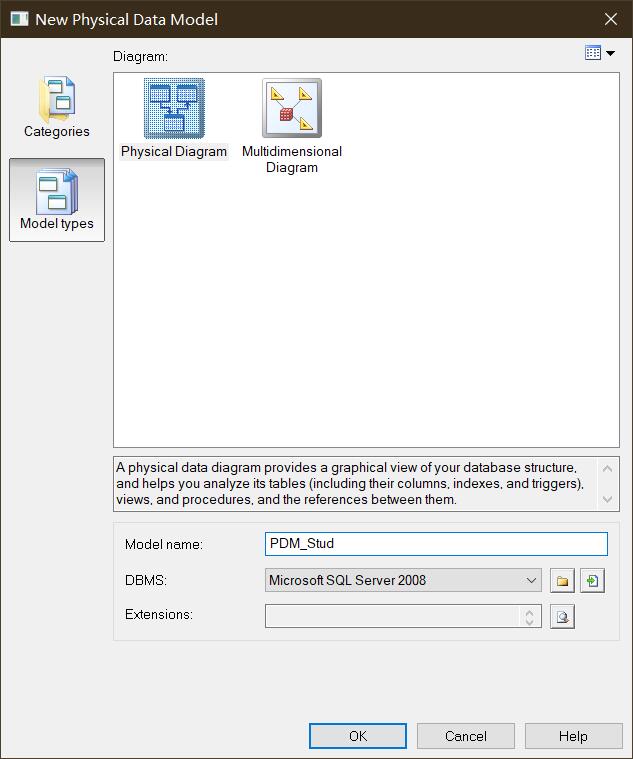 New Physical Data Model
Diagram:
Categories
Model types
Physical Diagram
Multidimensional
Diagram
A physical data diagram provides a graphical view of your database structure,
and helps you analyze its tables (including their columns, indexes, and triggers),
views, and procedures, and the references between them.
Model name:
PDM_Stud
DBMS:
Microsoft SQL Server 2008
Extensions:
OK
Cancel
Help